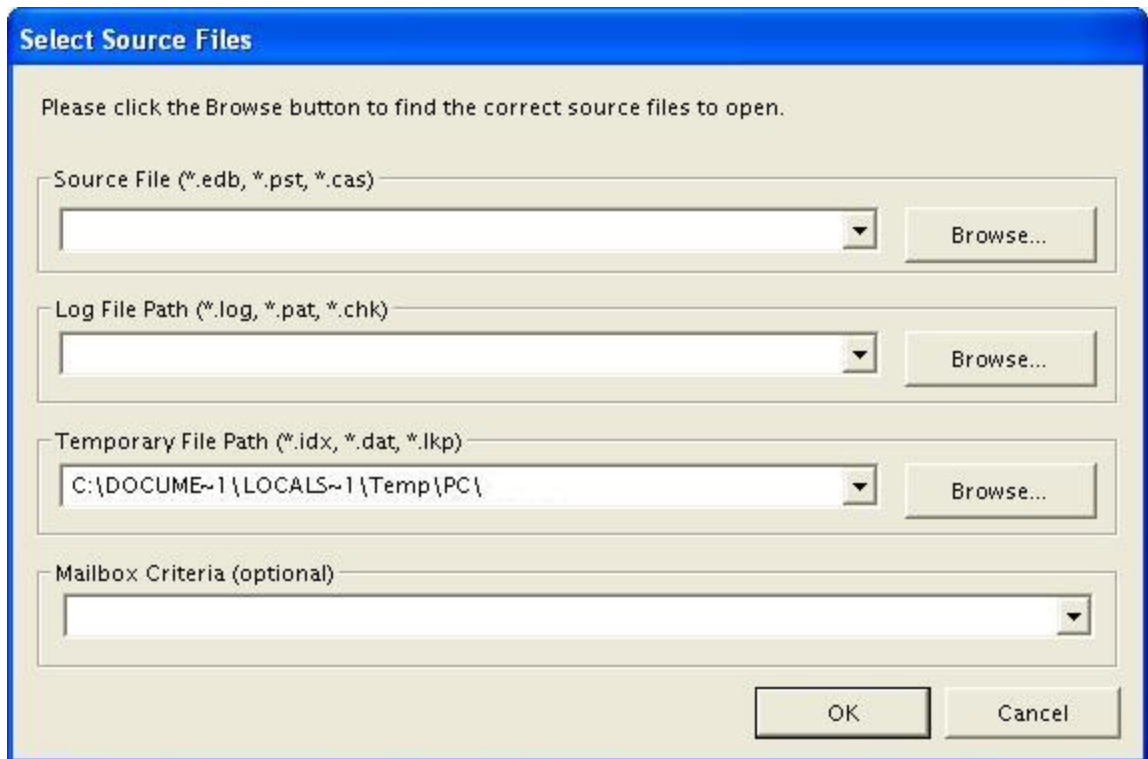 Select Source Files
Please click the Browse button to find the correct source files to open.
Source File (*.edb, *.pst, *.cas)
Browse...
Log File Path (*.log, *.pat, *.chk)
Browse...
Temporary File Path (*.idx, *.dat, *.lkp)
C:\DOCUME~1\LOCALS~1\Temp\PC\
Browse...
Mailbox Criteria (optional)
OK
Cancel